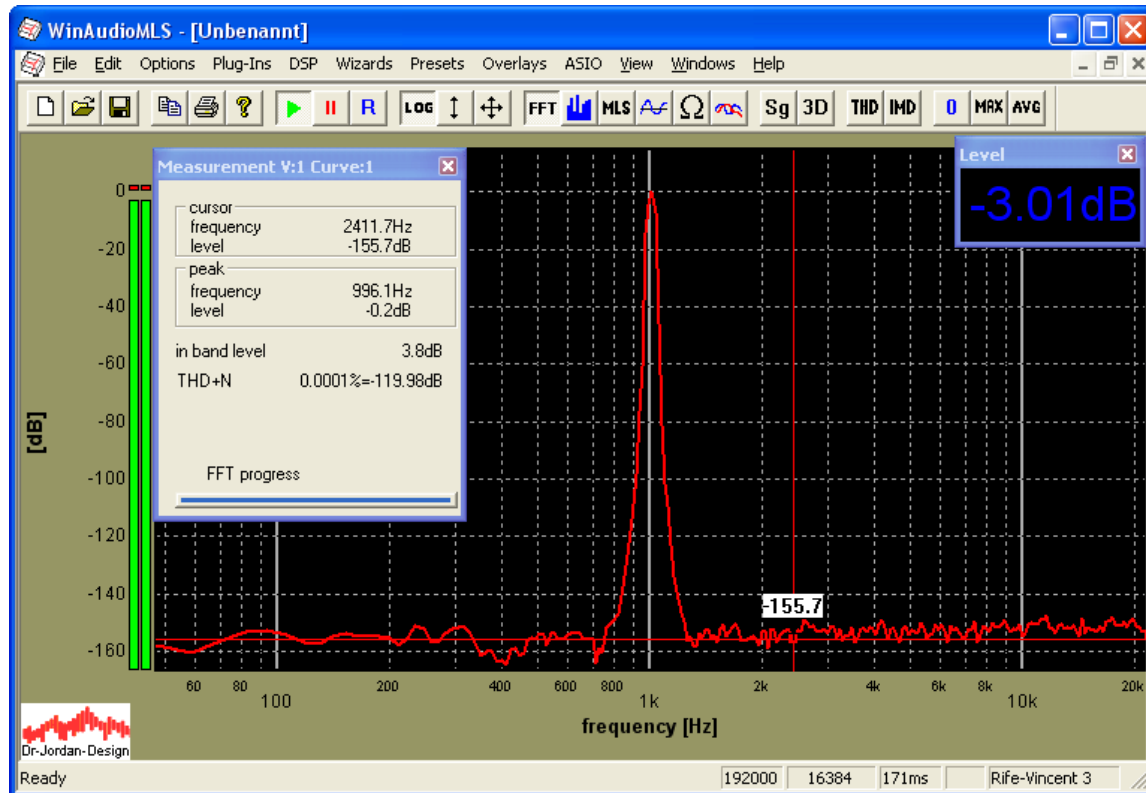 WinAudioMLS - [Unbenannt]
File Edit Options Plug-Ins DSP Wizards Presets Overlays ASIO View Windows Help
? R LOG FFT MLS Ω Sg 3D THD IMD 0 MAX AVG
Measurement V:1 Curve:1
cursor
frequency 2411.7Hz
level -155.7dB
peak
frequency 996.1Hz
level -0.2dB
in band level 3.8dB
THD+N 0.0001%=-119.98dB
FFT progress
Level
-3.01dB
[dB]
0
-20
-40
-60
-80
-100
-120
-140
-160
-155.7
60 80 100 200 400 600 800 1k 2k 4k 6k 8k 10k 20k
frequency [Hz]
Dr-Jordan-Design
Ready 192000 16384 171ms Rife-Vincent 3